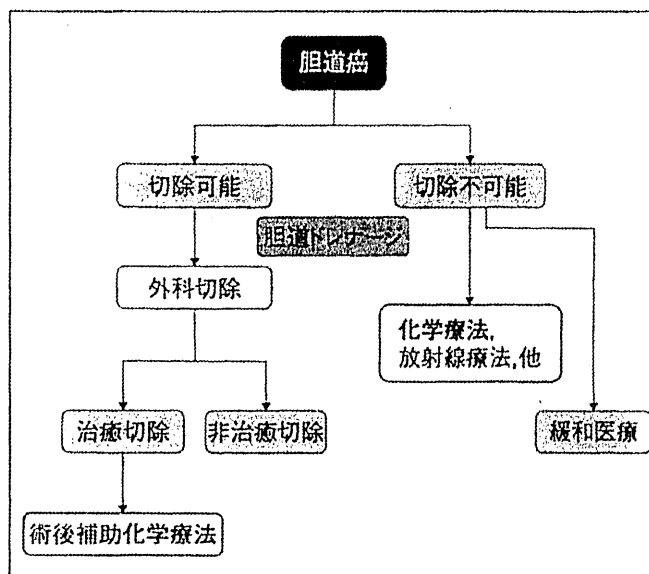 胆道癌
切除可能
切除不可能
胆道ドレナージ
外科切除
化学療法,
放射線療法,他
治癒切除
非治癒切除
緩和医療
術後補助化学療法